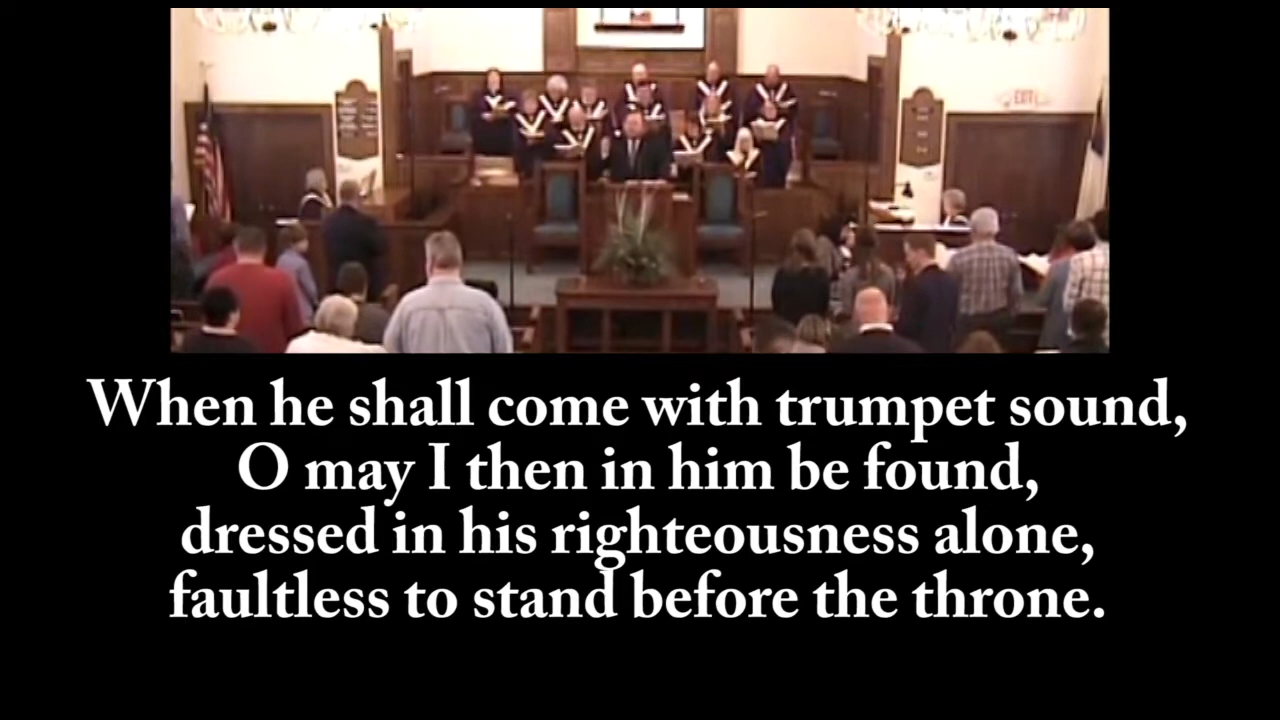 EXIT
When he shall come with trumpet sound,
O may I then in him be found,
dressed in his righteousness alone,
faultless to stand before the throne.